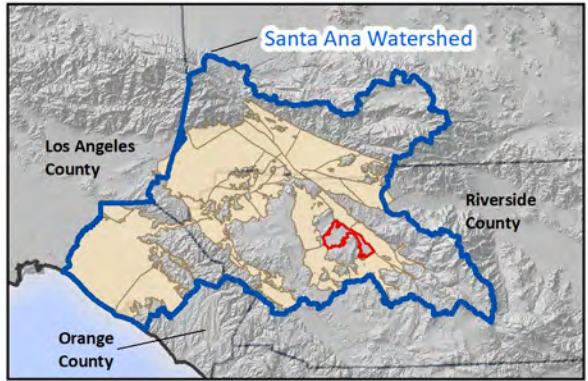 Santa Ana Watershed
Los Angeles
County
Riverside
County
Orange
County